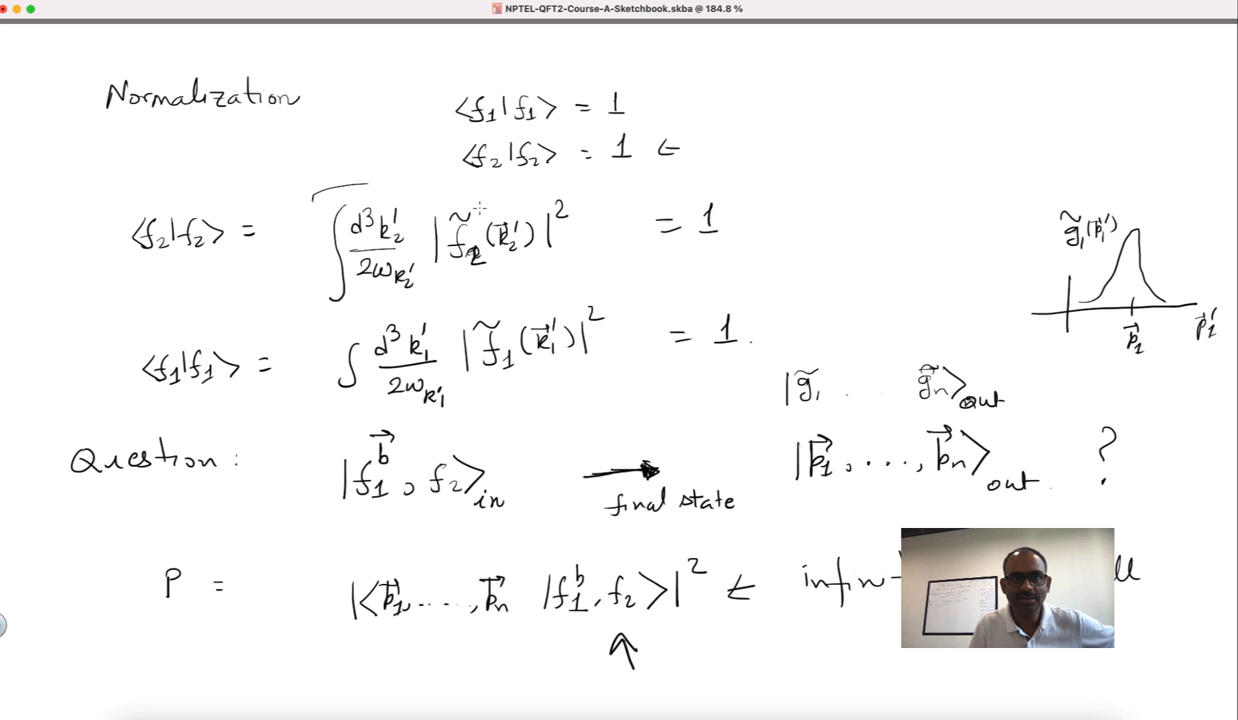 NPTEL-QFT2-Course-A-Sketchbook.skba @ 184.8 %
Normalization
<f₁|f₁> = 1
<f₂|f₂> = 1 ←
<f₂|f₂> = ∫ d³k₂'/2ω_k₂' |f̃₂(k⃗₂')|² = 1
g̃₁(p⃗₁')
p⃗₁ p⃗₁'
<f₁|f₁> = ∫ d³k₁'/2ω_k₁' |f̃₁(k⃗₁')|² = 1.
|g̃₁ . . g̃ₙ>out
Question : |f₁^b⃗, f₂>in → |p⃗₁, ..., p⃗ₙ>out ?
final state
P = |<p⃗₁, ...., p⃗ₙ |f₁^b, f₂>|² ←
↑